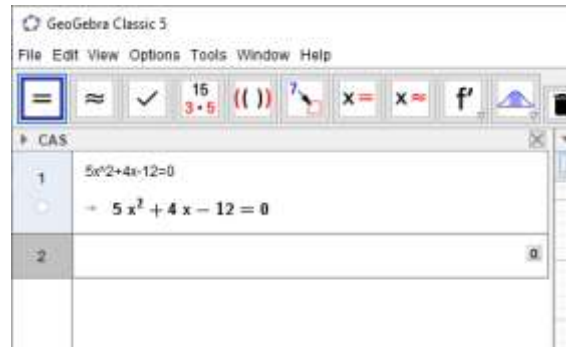 GeoGebra Classic 5
File Edit View Options Tools Window Help
= ≈ ✓ 15 3·5 (( )) 7 x = x ≈ f′
CAS
1
5x^2+4x-12=0
→ 5 x² + 4 x − 12 = 0
2